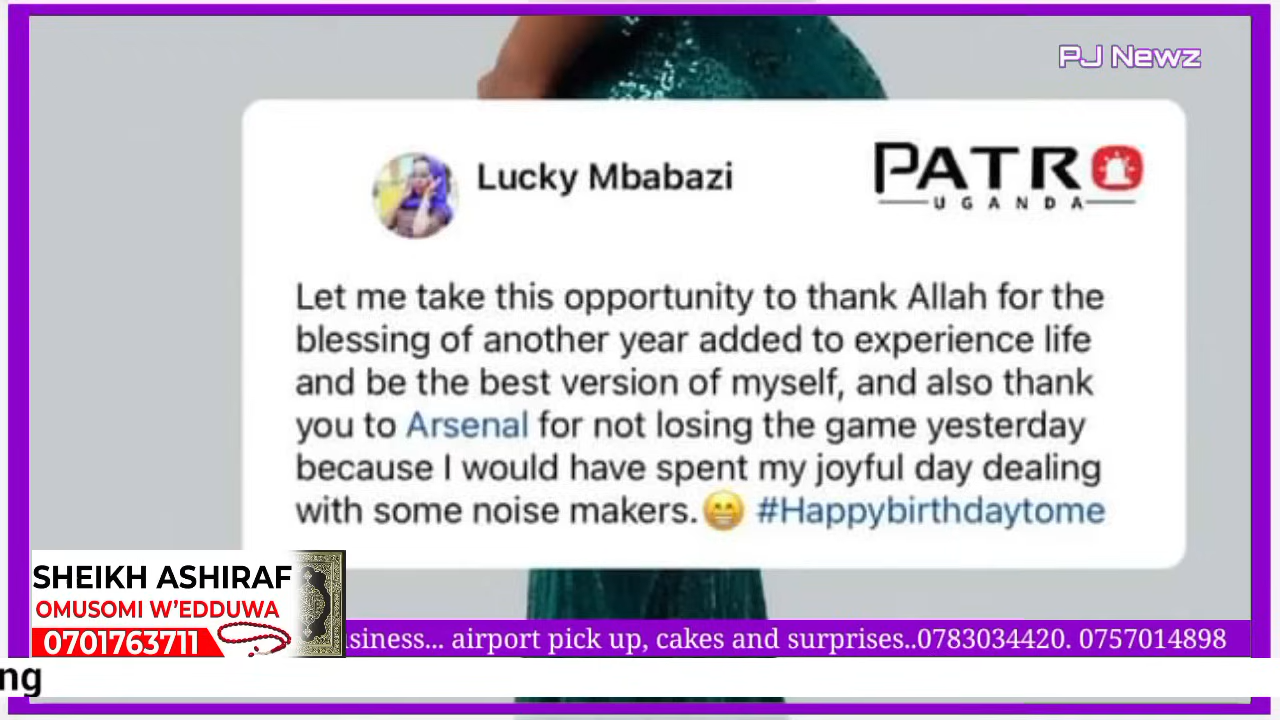 PJ Newz
Lucky Mbabazi
PATRO
UGANDA
Let me take this opportunity to thank Allah for the
blessing of another year added to experience life
and be the best version of myself, and also thank
you to Arsenal for not losing the game yesterday
because I would have spent my joyful day dealing
with some noise makers.😁 #Happybirthdaytome
SHEIKH ASHIRAF
OMUSOMI W'EDDUWA
0701763711
siness... airport pick up, cakes and surprises..0783034420. 0757014898
ng